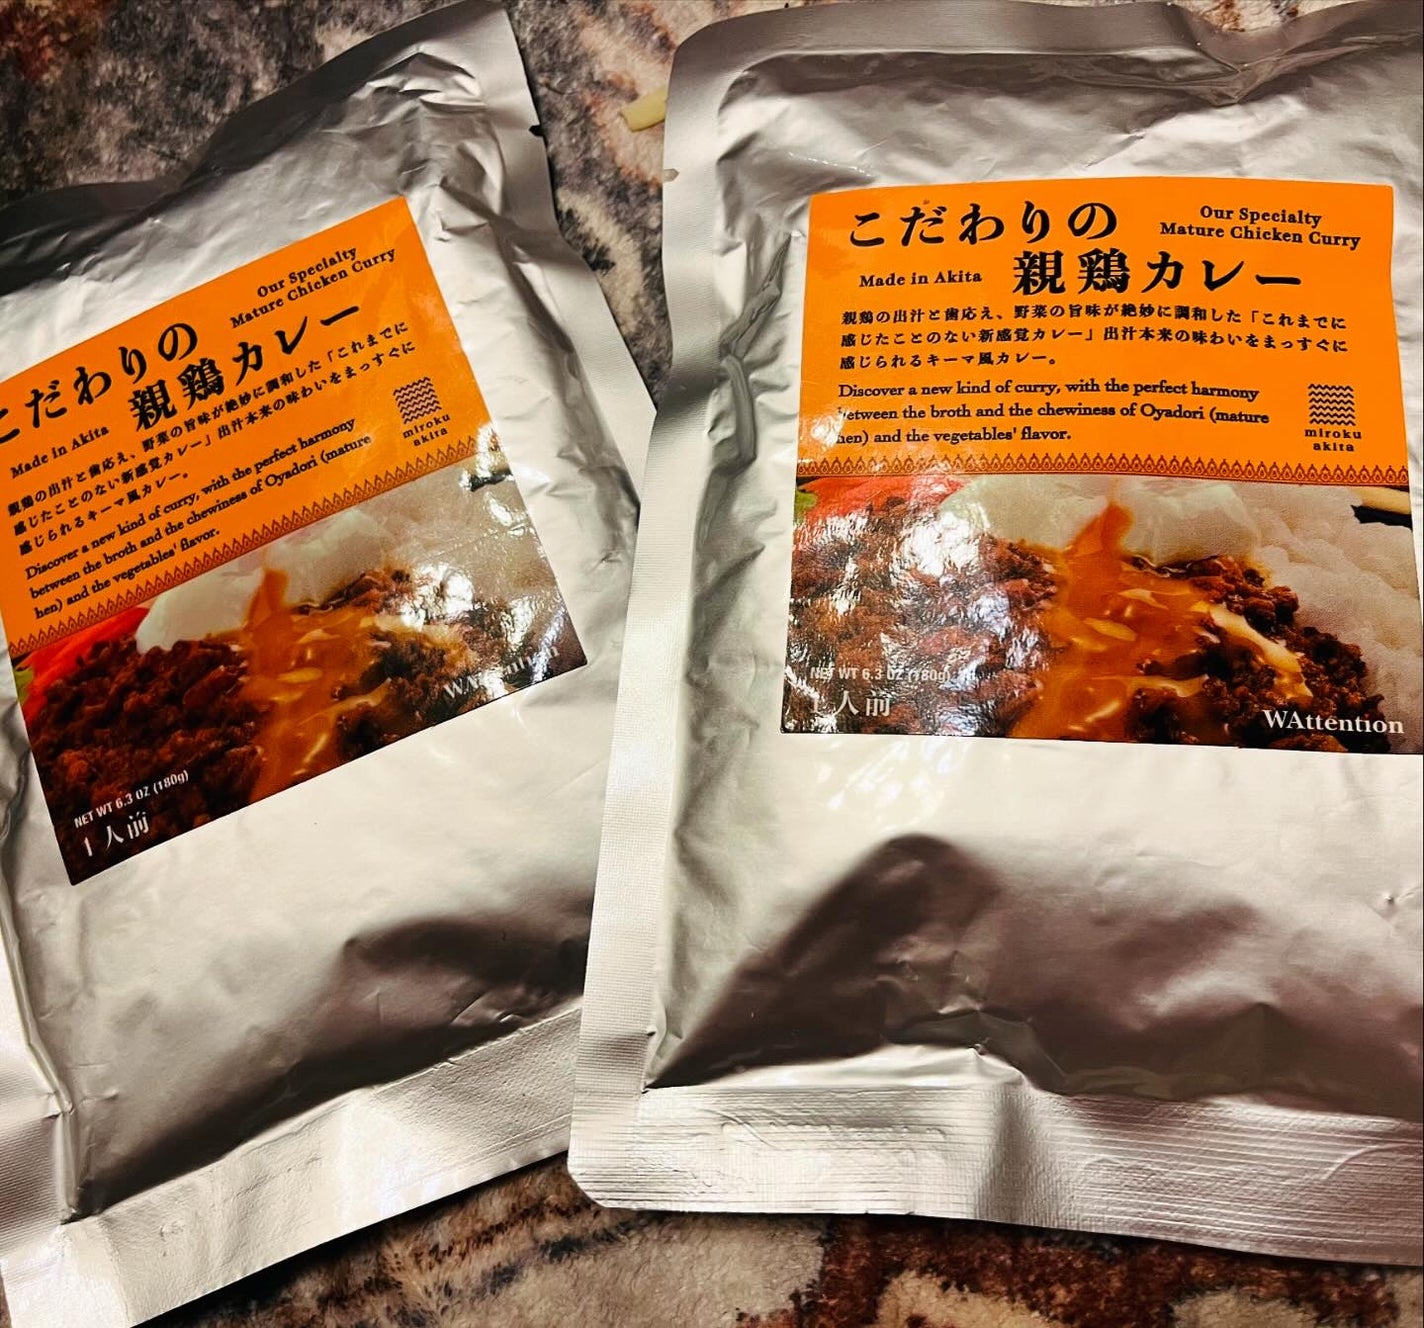 こだわりの
親鶏カレー
Our Specialty
Mature Chicken Curry
Made in Akita
親鶏の出汁と歯応え、野菜の旨味が絶妙に調和した「これまでに
感じたことのない新感覚カレー」出汁本来の味わいをまっすぐに
感じられるキーマ風カレー。
Discover a new kind of curry, with the perfect harmony
between the broth and the chewiness of Oyadori (mature
hen) and the vegetables' flavor.
miroku
akita
WAttention
NET WT 6.3 OZ (180g)
1人前
こだわりの
親鶏カレー
Our Specialty
Mature Chicken Curry
Made in Akita
親鶏の出汁と歯応え、野菜の旨味が絶妙に調和した「これまでに
感じたことのない新感覚カレー」出汁本来の味わいをまっすぐに
感じられるキーマ風カレー。
Discover a new kind of curry, with the perfect harmony
between the broth and the chewiness of Oyadori (mature
hen) and the vegetables' flavor.
miroku
akita
NET WT 6.3 OZ (180g)
1人前
WAttention